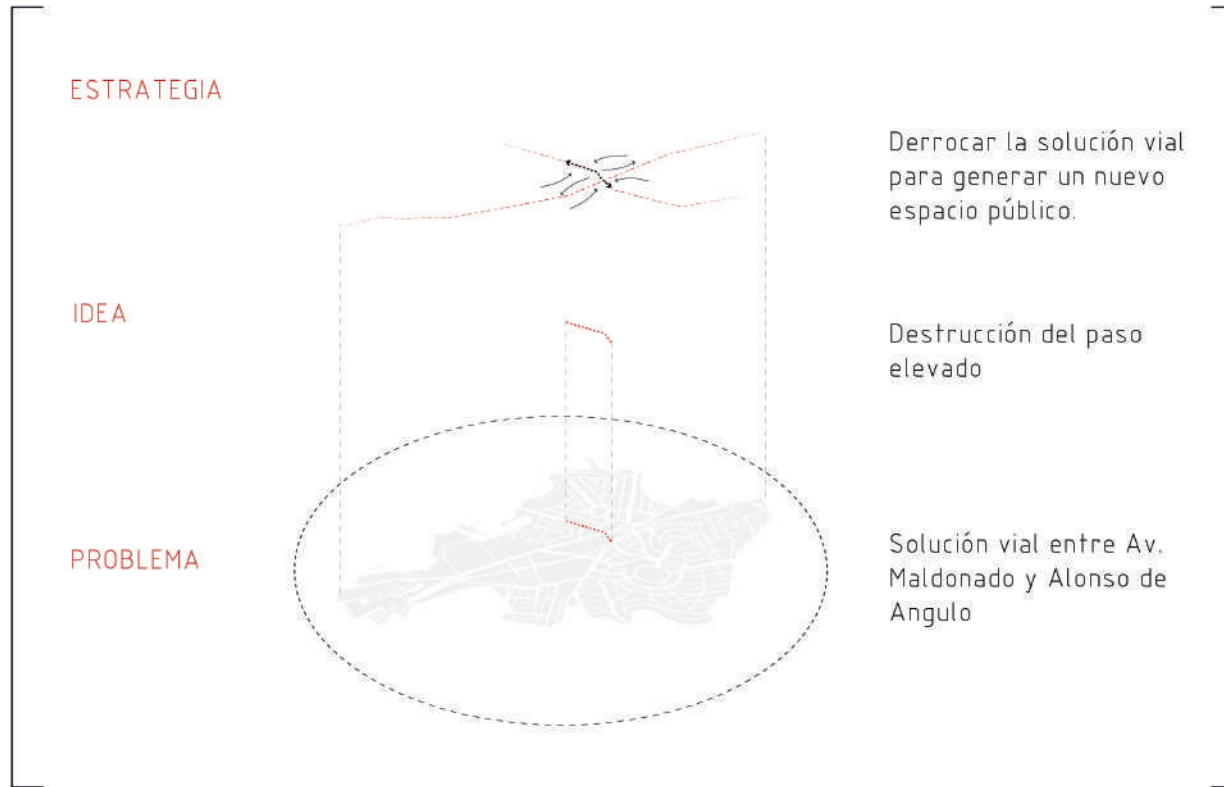 ESTRATEGIA
Derrocar la solución vial
para generar un nuevo
espacio público.
IDEA
Destrucción del paso
elevado
PROBLEMA
Solución vial entre Av.
Maldonado y Alonso de
Angulo